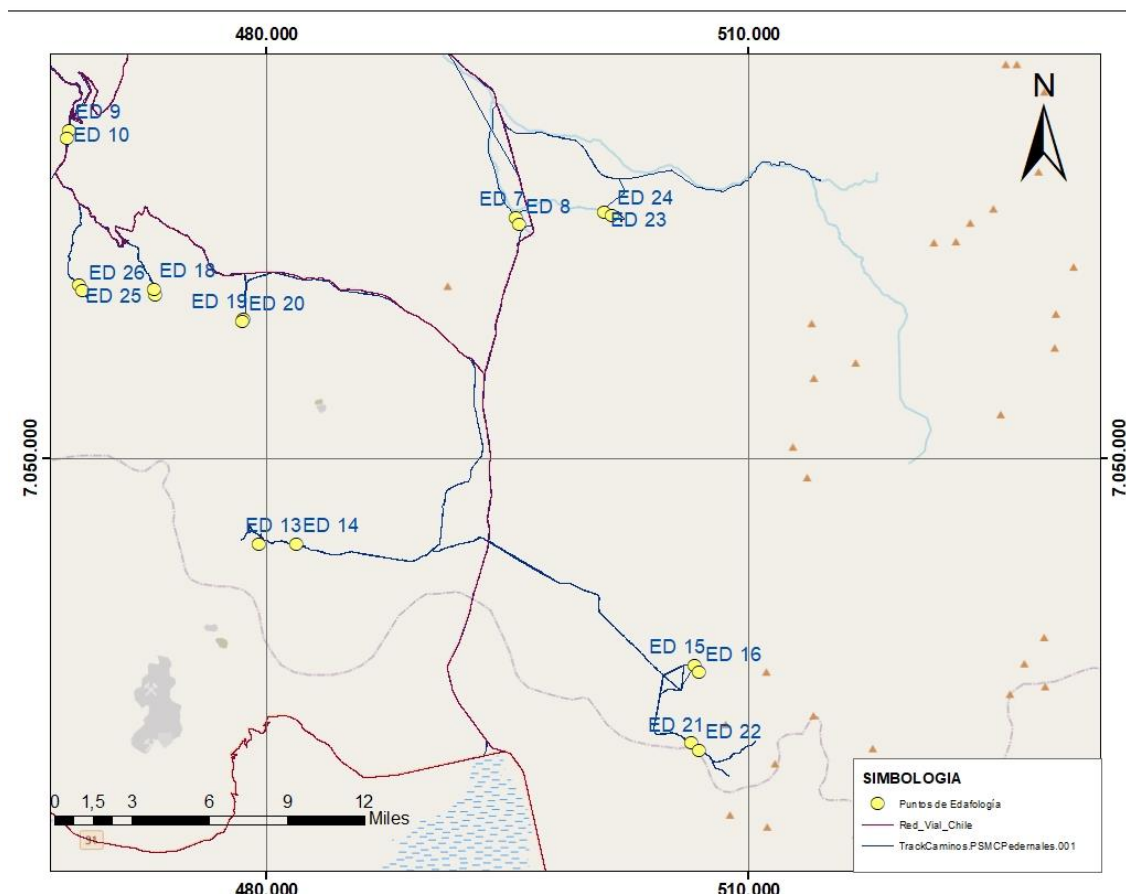 480.000 510.000
N
ED 9
ED 10
ED 7 ED 8
ED 24
ED 23
ED 26 ED 18
ED 25
ED 19 ED 20
7.050.000 7.050.000
ED 13 ED 14
ED 15 ED 16
ED 21 ED 22
SIMBOLOGIA
Puntos de Edafología
Red_Vial_Chile
TrackCaminos.PSMCPedernales.001
0 1,5 3 6 9 12
Miles
480.000 510.000